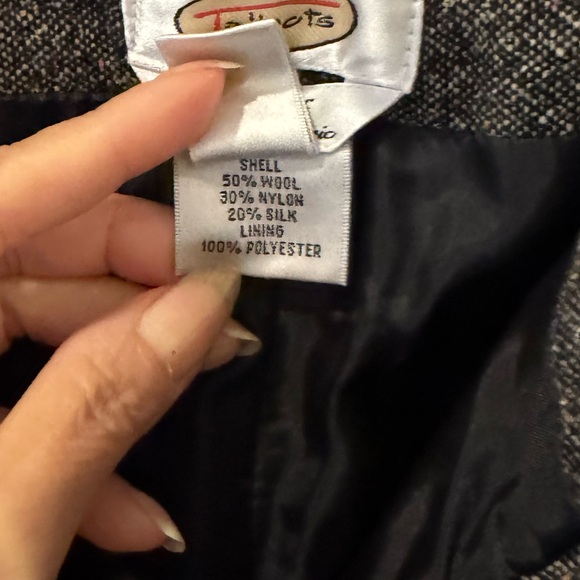 Talbots
SHELL
50% WOOL
30% NYLON
20% SILK
LINING
100% POLYESTER